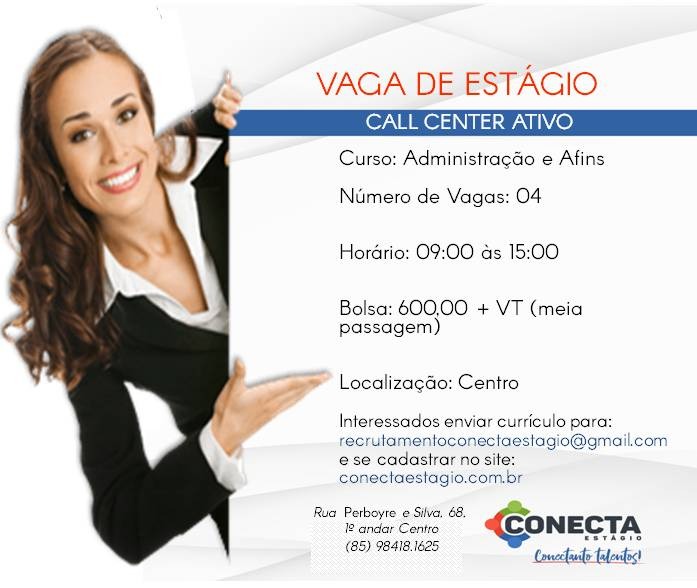 VAGA DE ESTÁGIO
CALL CENTER ATIVO
Curso: Administração e Afins
Número de Vagas: 04
Horário: 09:00 às 15:00
Bolsa: 600,00 + VT (meia
passagem)
Localização: Centro
Interessados enviar currículo para:
recrutamentoconectaestagio@gmail.com
e se cadastrar no site:
conectaestagio.com.br
Rua Perboyre e Silva, 68,
1º andar Centro
(85) 98418.1625
CONECTA
ESTÁGIO
Conectanto talentos!